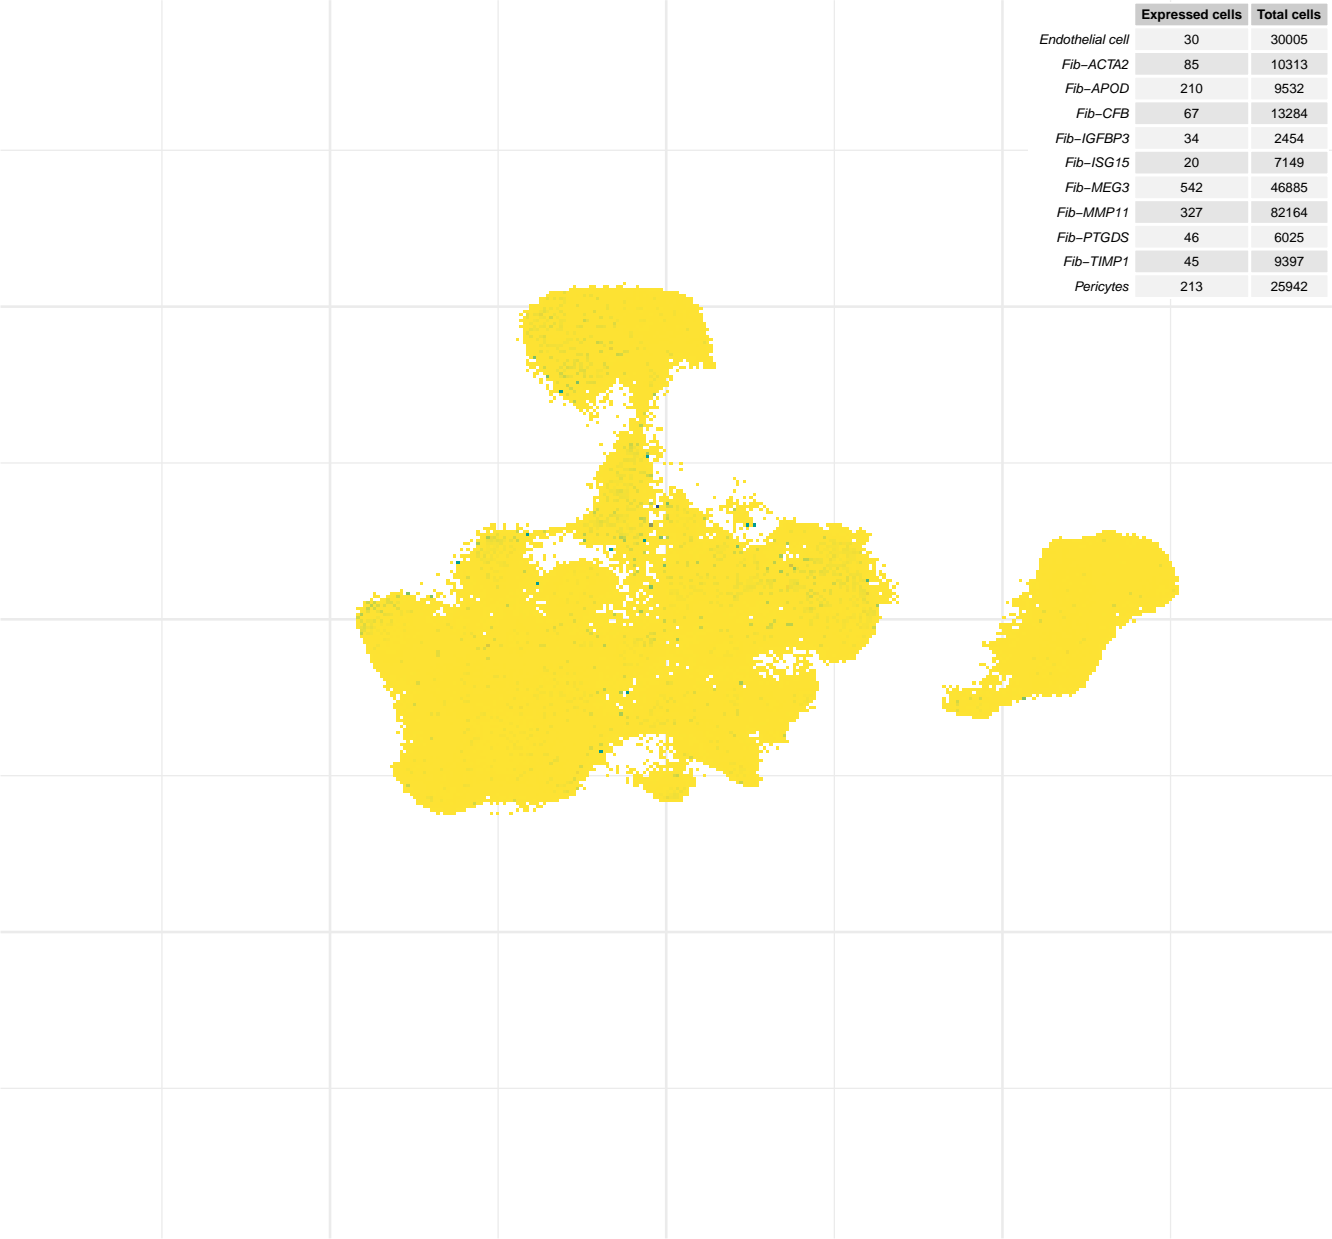 Expressed cells Total cells
Endothelial cell 30 30005
Fib−ACTA2 85 10313
Fib−APOD 210 9532
Fib−CFB 67 13284
Fib−IGFBP3 34 2454
Fib−ISG15 20 7149
Fib−MEG3 542 46885
Fib−MMP11 327 82164
Fib−PTGDS 46 6025
Fib−TIMP1 45 9397
Pericytes 213 25942